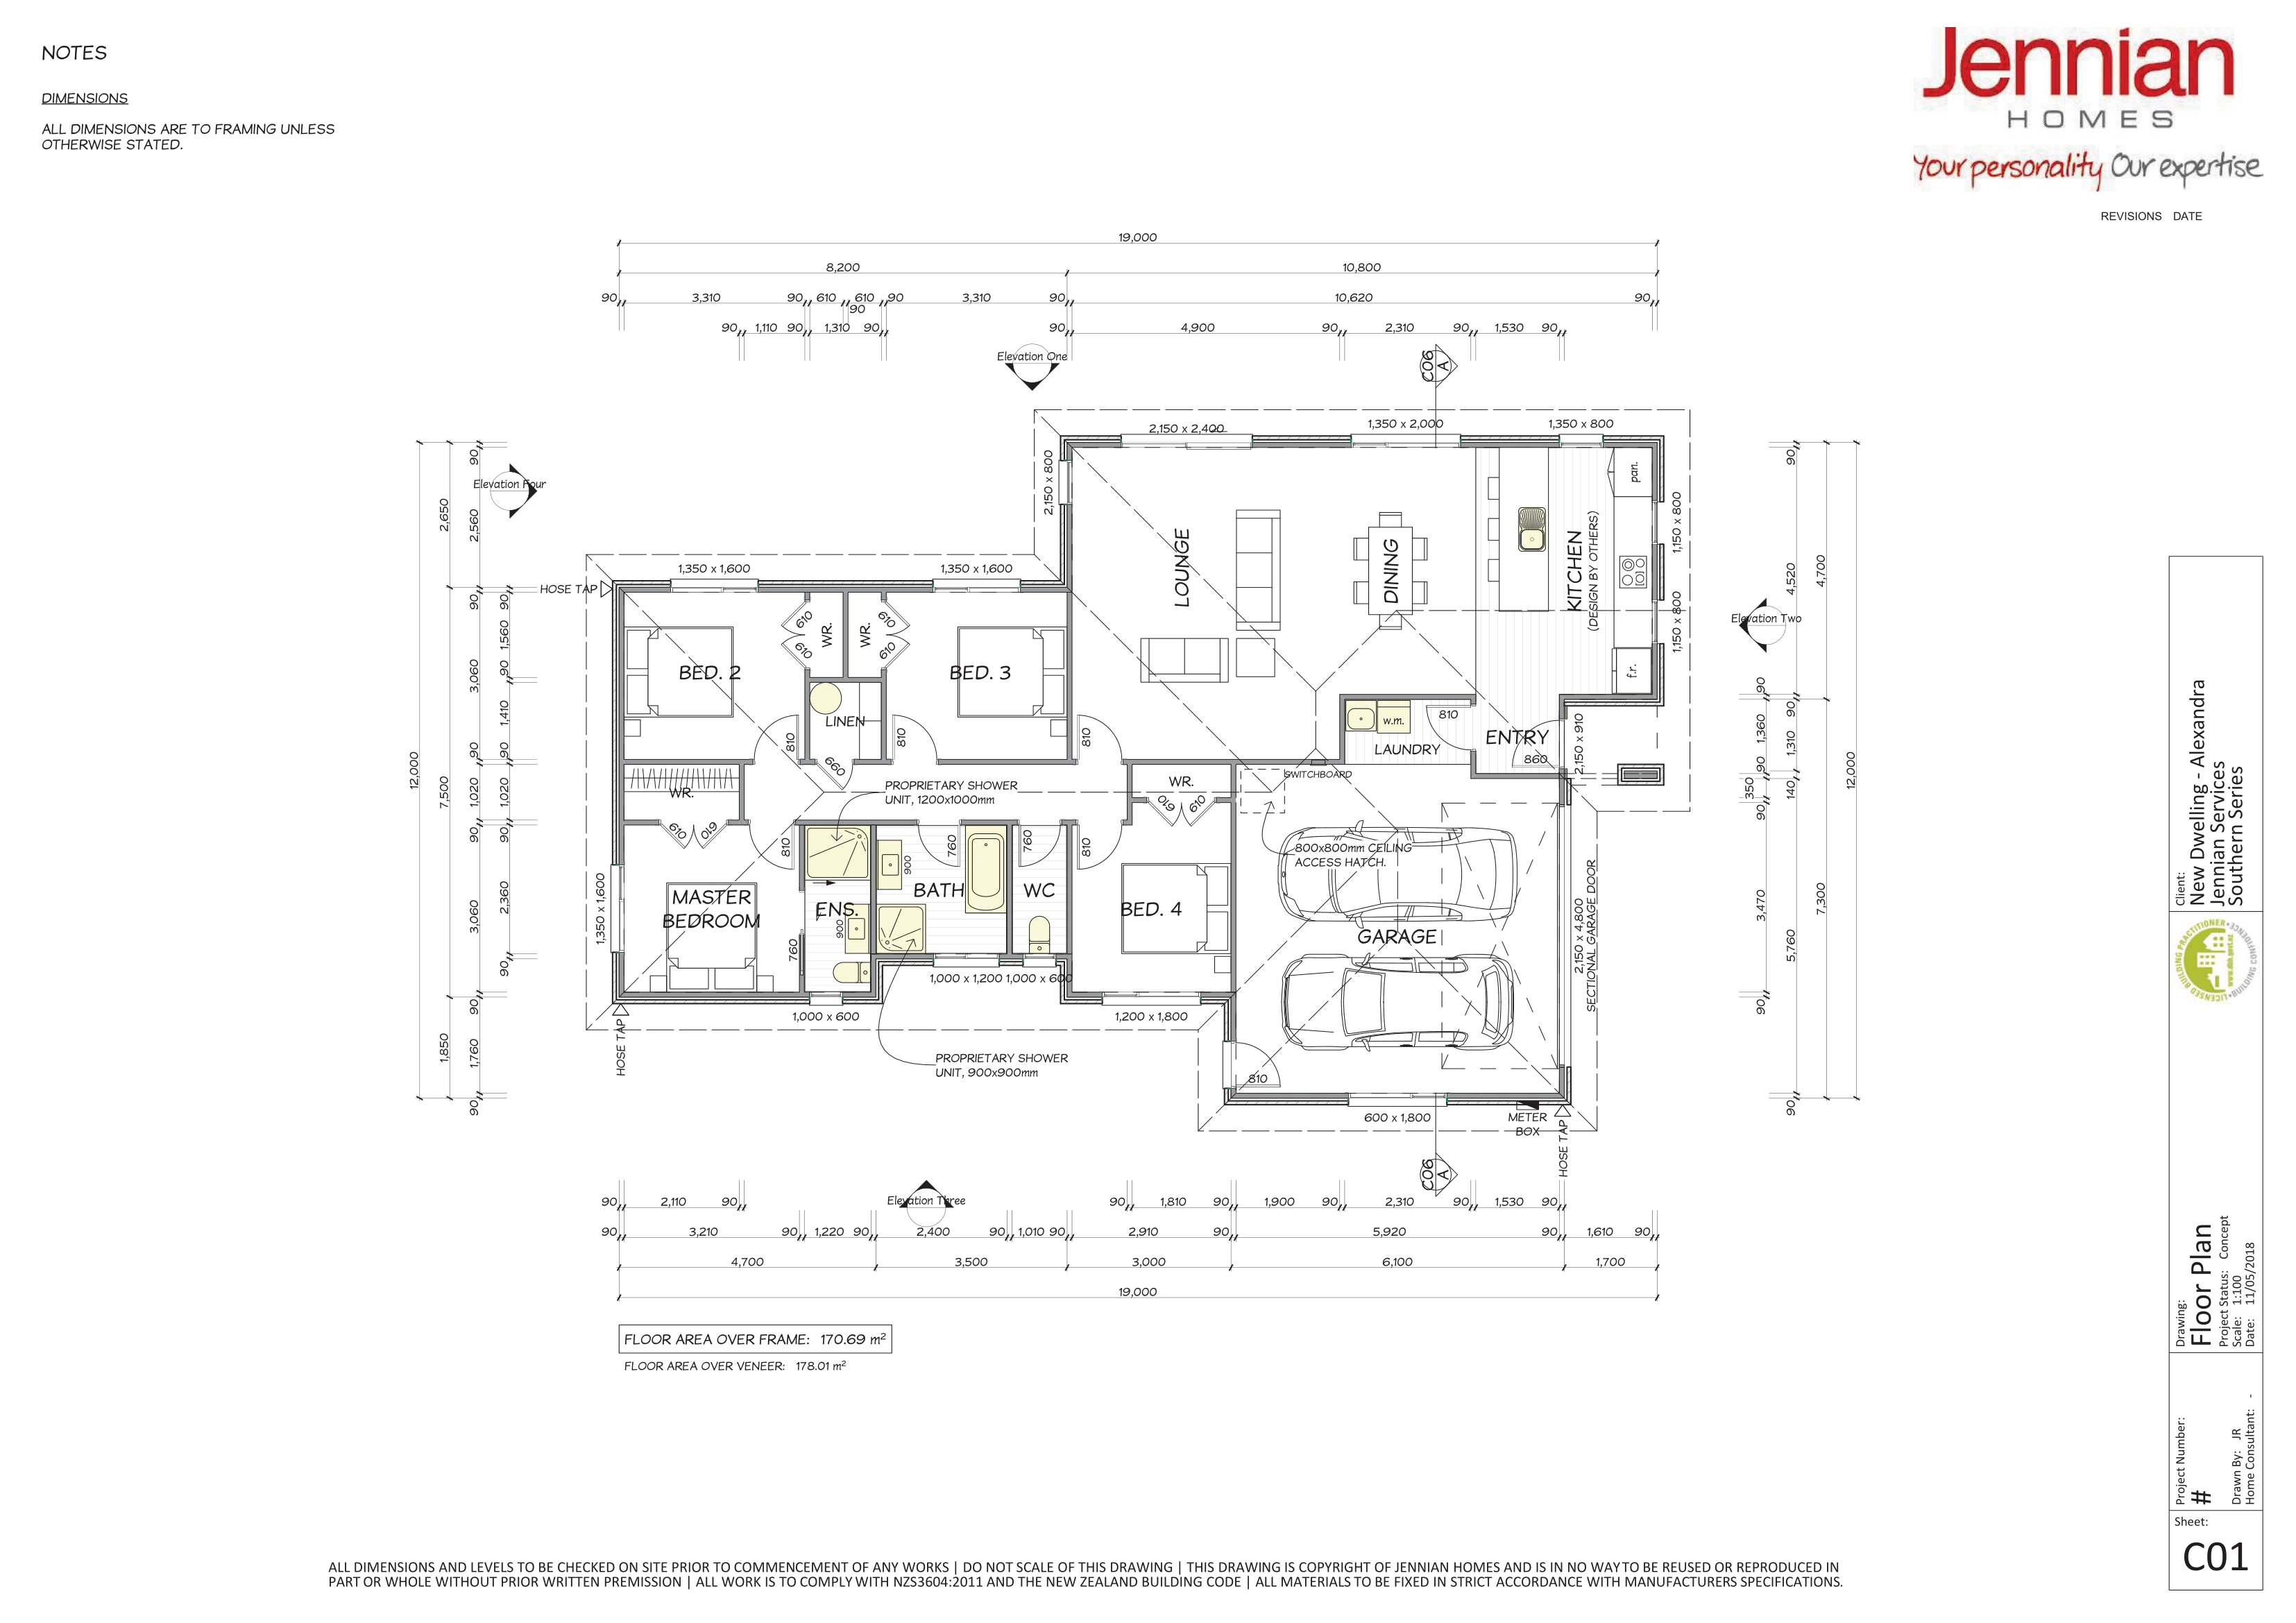 NOTES
DIMENSIONS
ALL DIMENSIONS ARE TO FRAMING UNLESS
OTHERWISE STATED.
Jennian
HOMES
Your personality Our expertise
REVISIONS DATE
19,000
8,200 10,800
90 3,310 90 610 610 90 3,310 90 10,620 90
90
90 1,110 90 1,310 90 90 4,900 90 2,310 90 1,530 90
Elevation One
C06
A
2,150 x 2,400 1,350 x 2,000 1,350 x 800
12,000
2,650
7,500
1,850
90
2,560
90
3,060
90
1,020
90
3,060
90
1,760
90
90
1,560
90
1,410
90
1,020
90
2,360
90
Elevation Four
2,150 x 800
HOSE TAP
1,350 x 1,600 1,350 x 1,600
LOUNGE
DINING
KITCHEN
(DESIGN BY OTHERS)
pan.
f.r.
1,150 x 800
1,150 x 800
Elevation Two
90
4,520
90
1,360
90
350
90
3,470
90
90
1,310
140
5,760
90
4,700
7,300
12,000
610 610
WR. WR.
610 610
BED. 2 BED. 3
LINEN
810 810 810
660
w.m.
810
LAUNDRY
ENTRY
860
2,150 x 910
SWITCHBOARD
WR.
610 610
PROPRIETARY SHOWER
UNIT, 1200x1000mm
WR.
610 610
810 760 760 810
900
MASTER
BEDROOM
ENS.
900
760
BATH WC
BED. 4
1,350 x 1,600
800x800mm CEILING
ACCESS HATCH.
GARAGE
2,150 x 4,800
SECTIONAL GARAGE DOOR
1,000 x 1,200 1,000 x 600
1,000 x 600
1,200 x 1,800
HOSE TAP
PROPRIETARY SHOWER
UNIT, 900x900mm
810
600 x 1,800
METER
BOX
HOSE TAP
C06
A
Elevation Three
90 2,110 90 90 1,810 90 1,900 90 2,310 90 1,530 90
90 3,210 90 1,220 90 2,400 90 1,010 90 2,910 90 5,920 90 1,610 90
4,700 3,500 3,000 6,100 1,700
19,000
FLOOR AREA OVER FRAME: 170.69 m²
FLOOR AREA OVER VENEER: 178.01 m²
Client:
New Dwelling - Alexandra
Jennian Services
Southern Series
LICENSED BUILDING PRACTITIONER
BUILDING CONFIDENCE
www.dbh.govt.nz
Drawing:
Floor Plan
Project Status: Concept
Scale: 1:100
Date: 11/05/2018
Project Number:
#
Drawn By: JR
Home Consultant: -
Sheet:
C01
ALL DIMENSIONS AND LEVELS TO BE CHECKED ON SITE PRIOR TO COMMENCEMENT OF ANY WORKS | DO NOT SCALE OF THIS DRAWING | THIS DRAWING IS COPYRIGHT OF JENNIAN HOMES AND IS IN NO WAY TO BE REUSED OR REPRODUCED IN
PART OR WHOLE WITHOUT PRIOR WRITTEN PREMISSION | ALL WORK IS TO COMPLY WITH NZS3604:2011 AND THE NEW ZEALAND BUILDING CODE | ALL MATERIALS TO BE FIXED IN STRICT ACCORDANCE WITH MANUFACTURERS SPECIFICATIONS.